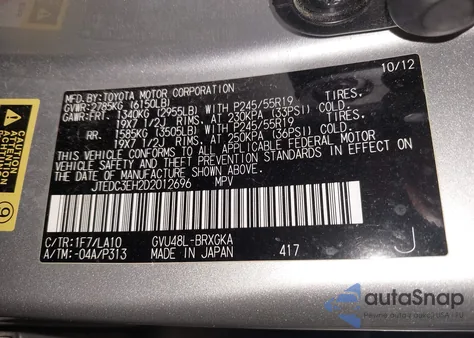 10/12
MFD.BY:TOYOTA MOTOR CORPORATION
GVWR:2785KG (6150LB)
GAWR:FRT. 1340KG (2955LB) WITH P245/55R19 TIRES,
19X7 1/2J RIMS, AT 230KPA (33PSI) COLD
RR. 1585KG (3505LB) WITH P245/55R19 TIRES,
19X7 1/2J RIMS, AT 250KPA (36PSI) COLD
THIS VEHICLE CONFORMS TO ALL APPLICABLE FEDERAL MOTOR
VEHICLE SAFETY STANDARDS IN EFFECT ON
THE DATE OF MANUFACTURE SHOWN ABOVE.
JTEDC3EH2D2012696 MPV
C/TR:1F7/LA10 GVU48L-BRXGKA
A/TM:-04A/P313 MADE IN JAPAN 417 J
CAUTION
ATTENTION
9
autoSnap